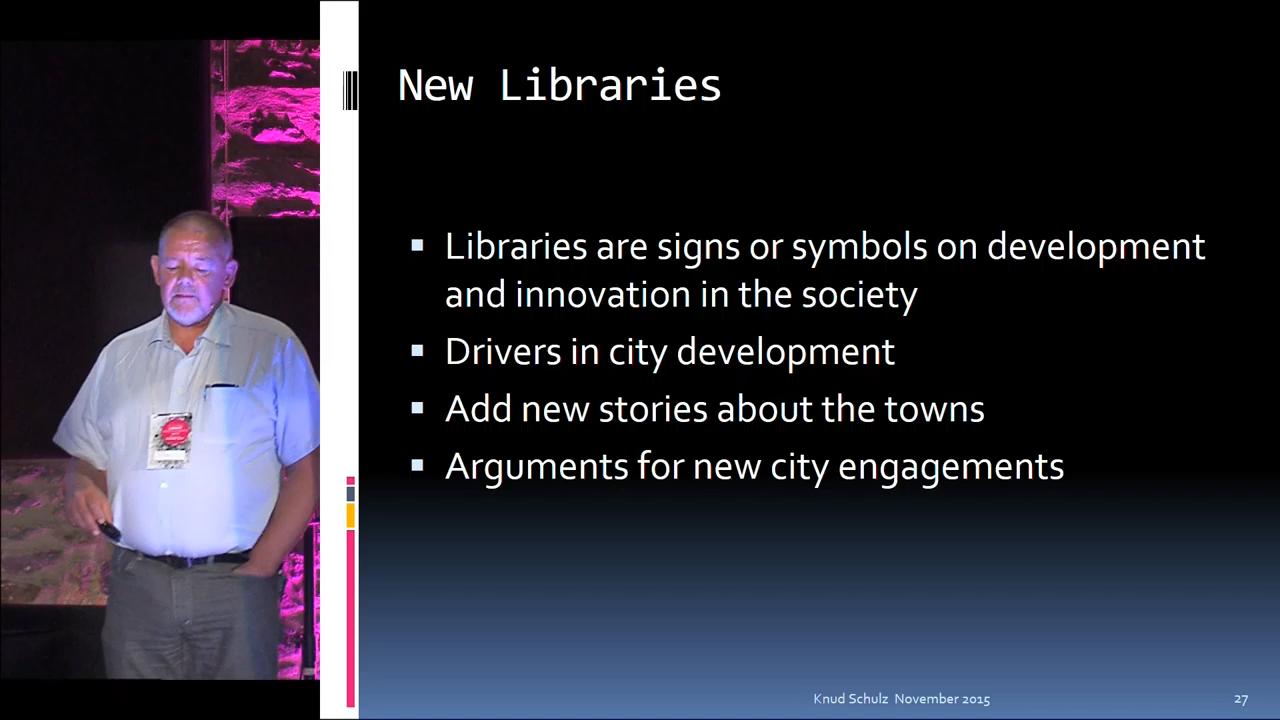 New Libraries
Libraries are signs or symbols on development
and innovation in the society
Drivers in city development
Add new stories about the towns
Arguments for new city engagements
Knud Schulz November 2015
27